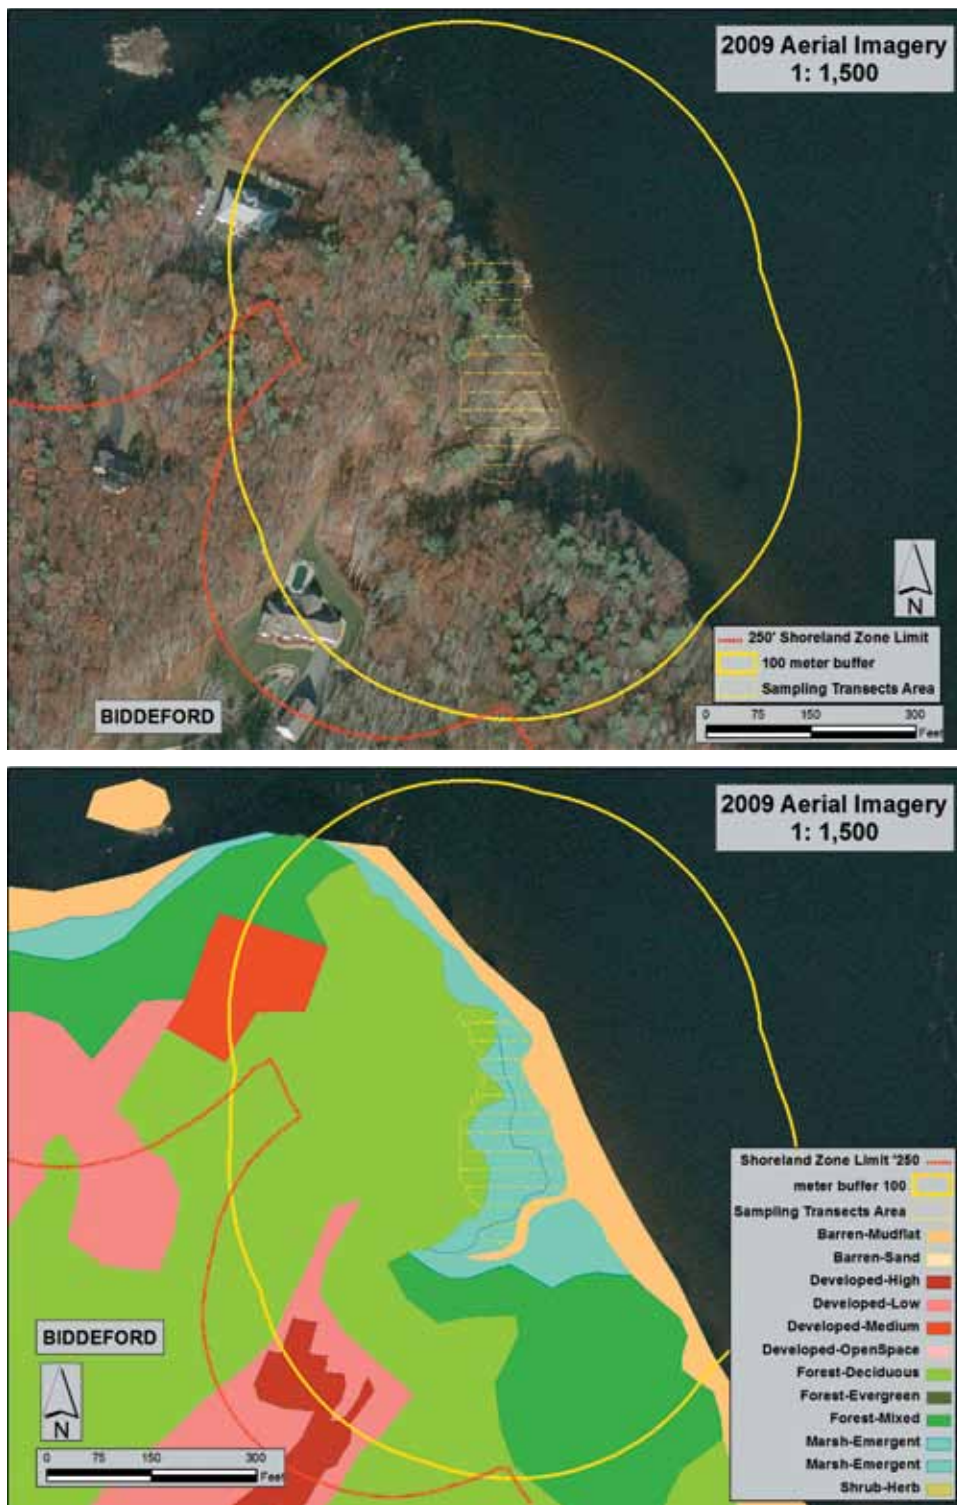 2009 Aerial Imagery
1: 1,500
N
250' Shoreland Zone Limit
100 meter buffer
Sampling Transects Area
BIDDEFORD
0 75 150 300
Feet
2009 Aerial Imagery
1: 1,500
Shoreland Zone Limit '250
meter buffer 100
Sampling Transects Area
Barren-Mudflat
Barren-Sand
Developed-High
Developed-Low
Developed-Medium
Developed-OpenSpace
Forest-Deciduous
Forest-Evergreen
Forest-Mixed
Marsh-Emergent
Marsh-Emergent
Shrub-Herb
BIDDEFORD
N
0 75 150 300
Feet